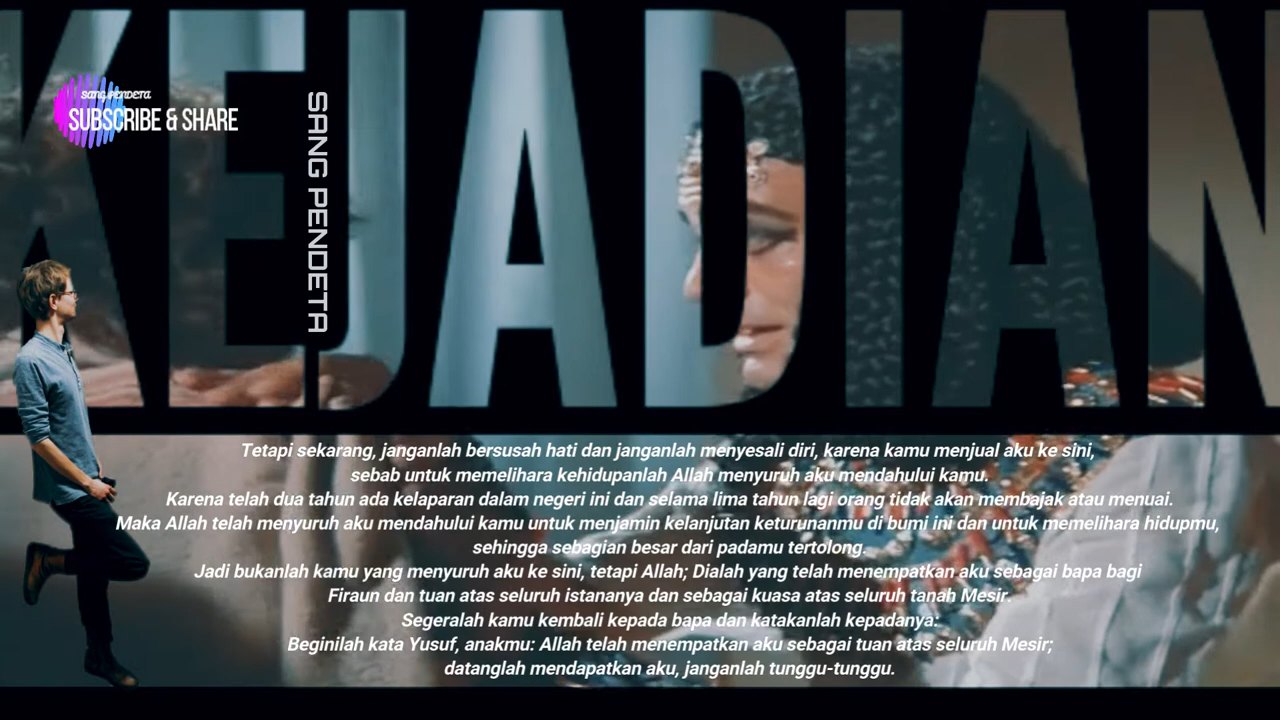 KEJADIAN
sang pendeta
SUBSCRIBE & SHARE
SANG PENDETA
Tetapi sekarang, janganlah bersusah hati dan janganlah menyesali diri, karena kamu menjual aku ke sini,
sebab untuk memelihara kehidupanlah Allah menyuruh aku mendahului kamu.
Karena telah dua tahun ada kelaparan dalam negeri ini dan selama lima tahun lagi orang tidak akan membajak atau menuai.
Maka Allah telah menyuruh aku mendahului kamu untuk menjamin kelanjutan keturunanmu di bumi ini dan untuk memelihara hidupmu,
sehingga sebagian besar dari padamu tertolong.
Jadi bukanlah kamu yang menyuruh aku ke sini, tetapi Allah; Dialah yang telah menempatkan aku sebagai bapa bagi
Firaun dan tuan atas seluruh istananya dan sebagai kuasa atas seluruh tanah Mesir.
Segeralah kamu kembali kepada bapa dan katakanlah kepadanya:
Beginilah kata Yusuf, anakmu: Allah telah menempatkan aku sebagai tuan atas seluruh Mesir;
datanglah mendapatkan aku, janganlah tunggu-tunggu.